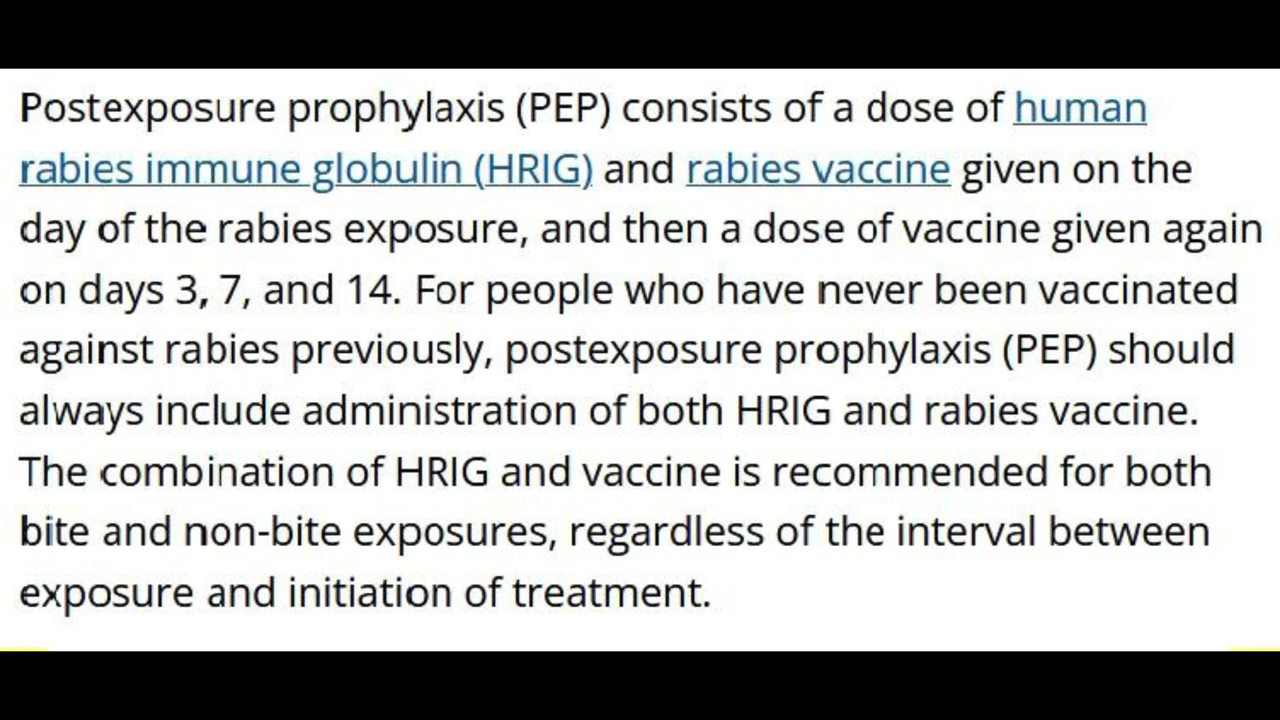 Postexposure prophylaxis (PEP) consists of a dose of human
rabies immune globulin (HRIG) and rabies vaccine given on the
day of the rabies exposure, and then a dose of vaccine given again
on days 3, 7, and 14. For people who have never been vaccinated
against rabies previously, postexposure prophylaxis (PEP) should
always include administration of both HRIG and rabies vaccine.
The combination of HRIG and vaccine is recommended for both
bite and non-bite exposures, regardless of the interval between
exposure and initiation of treatment.